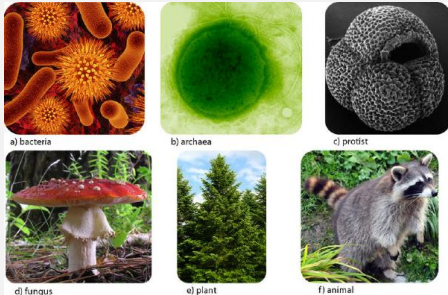 a) bacteria
b) archaea
c) protist
d) fungus
e) plant
f) animal